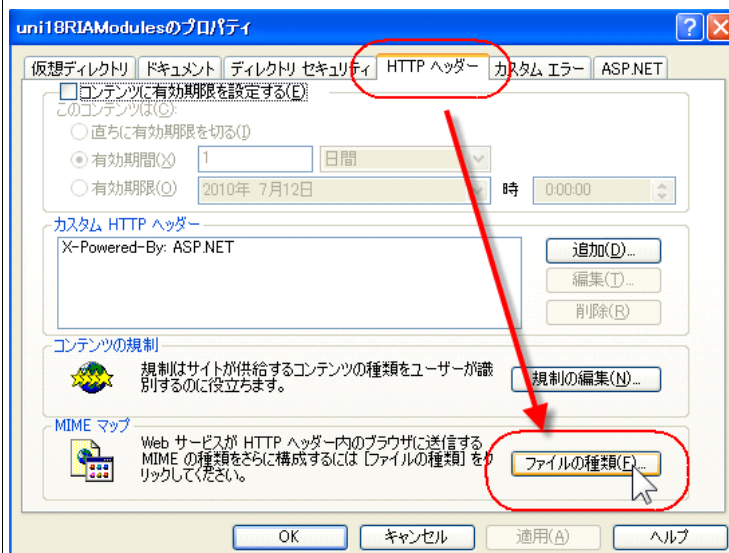 uni18RIAModulesのプロパティ
仮想ディレクトリ ドキュメント ディレクトリ セキュリティ HTTP ヘッダー カスタム エラー ASP.NET
コンテンツに有効期限を設定する(E)
このコンテンツは(C):
直ちに有効期限を切る(I)
有効期間(X) 1 日間
有効期限(O) 2010年 7月12日 時 0:00:00
カスタム HTTP ヘッダー
X-Powered-By: ASP.NET
追加(D)...
編集(T)...
削除(R)
コンテンツの規制
規制はサイトが供給するコンテンツの種類をユーザーが識
別するのに役立ちます。
規制の編集(N)...
MIME マップ
Web サービスが HTTP ヘッダー内のブラウザに送信する
MIME の種類をさらに構成するには [ファイルの種類] をク
リックしてください。
ファイルの種類(F)...
OK キャンセル 適用(A) ヘルプ